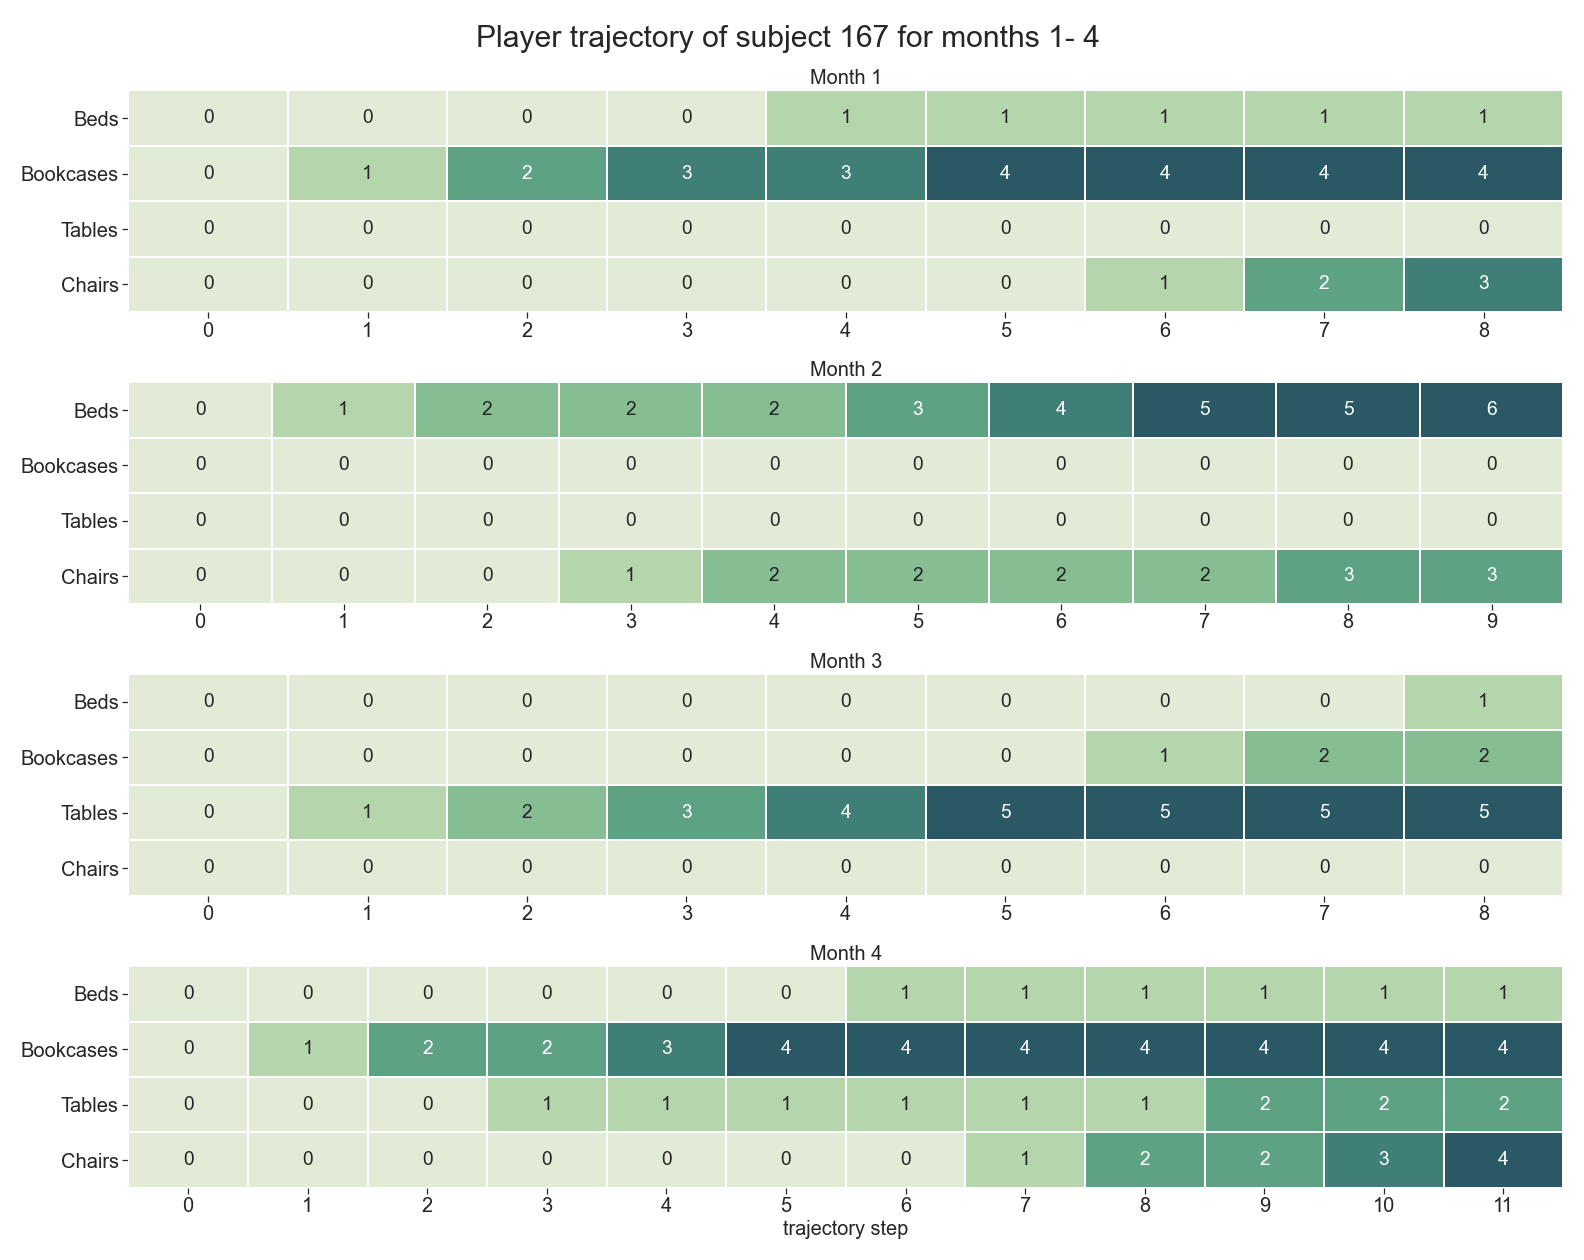 Player trajectory of subject 167 for months 1- 4
Month 1
Beds 0 0 0 0 1 1 1 1 1
Bookcases 0 1 2 3 3 4 4 4 4
Tables 0 0 0 0 0 0 0 0 0
Chairs 0 0 0 0 0 0 1 2 3
0 1 2 3 4 5 6 7 8
Month 2
Beds 0 1 2 2 2 3 4 5 5 6
Bookcases 0 0 0 0 0 0 0 0 0 0
Tables 0 0 0 0 0 0 0 0 0 0
Chairs 0 0 0 1 2 2 2 2 3 3
0 1 2 3 4 5 6 7 8 9
Month 3
Beds 0 0 0 0 0 0 0 0 1
Bookcases 0 0 0 0 0 0 1 2 2
Tables 0 1 2 3 4 5 5 5 5
Chairs 0 0 0 0 0 0 0 0 0
0 1 2 3 4 5 6 7 8
Month 4
Beds 0 0 0 0 0 0 1 1 1 1 1 1
Bookcases 0 1 2 2 3 4 4 4 4 4 4 4
Tables 0 0 0 1 1 1 1 1 1 2 2 2
Chairs 0 0 0 0 0 0 0 1 2 2 3 4
0 1 2 3 4 5 6 7 8 9 10 11
trajectory step